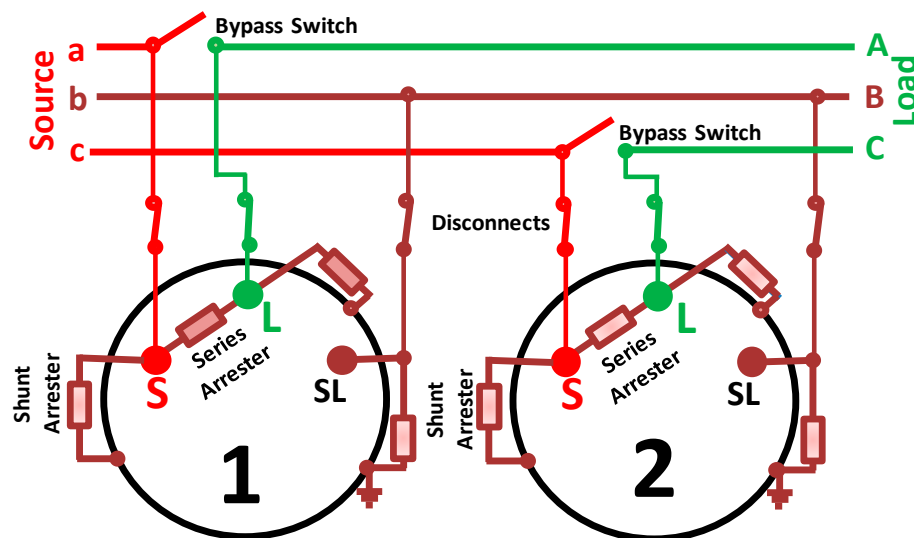 Bypass Switch
a
A
Source
b
B
Load
c
Bypass Switch
C
Disconnects
L
Series
Arrester
S
SL
Shunt
Arrester
Shunt
1
L
Series
Arrester
S
SL
Arrester
Shunt
2